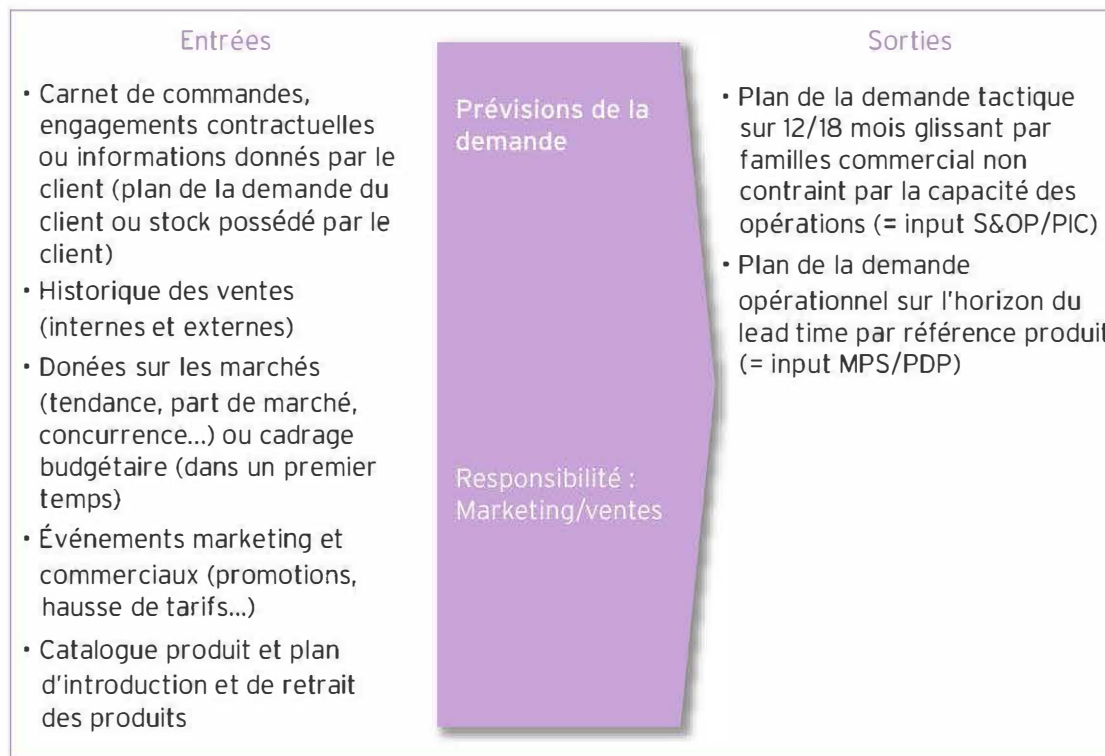 Entrées
• Carnet de commandes,
engagements contractuelles
ou informations donnés par le
client (plan de la demande du
client ou stock possédé par le
client)
• Historique des ventes
(internes et externes)
• Donées sur les marchés
(tendance, part de marché,
concurrence...) ou cadrage
budgétaire (dans un premier
temps)
• Événements marketing et
commerciaux (promotions,
hausse de tarifs...)
• Catalogue produit et plan
d'introduction et de retrait
des produits
Prévisions de la
demande
Responsibilité :
Marketing/ventes
Sorties
• Plan de la demande tactique
sur 12/18 mois glissant par
familles commercial non
contraint par la capacité des
opérations (= input S&OP/PIC)
• Plan de la demande
opérationnel sur l'horizon du
lead time par référence produit
(= input MPS/PDP)